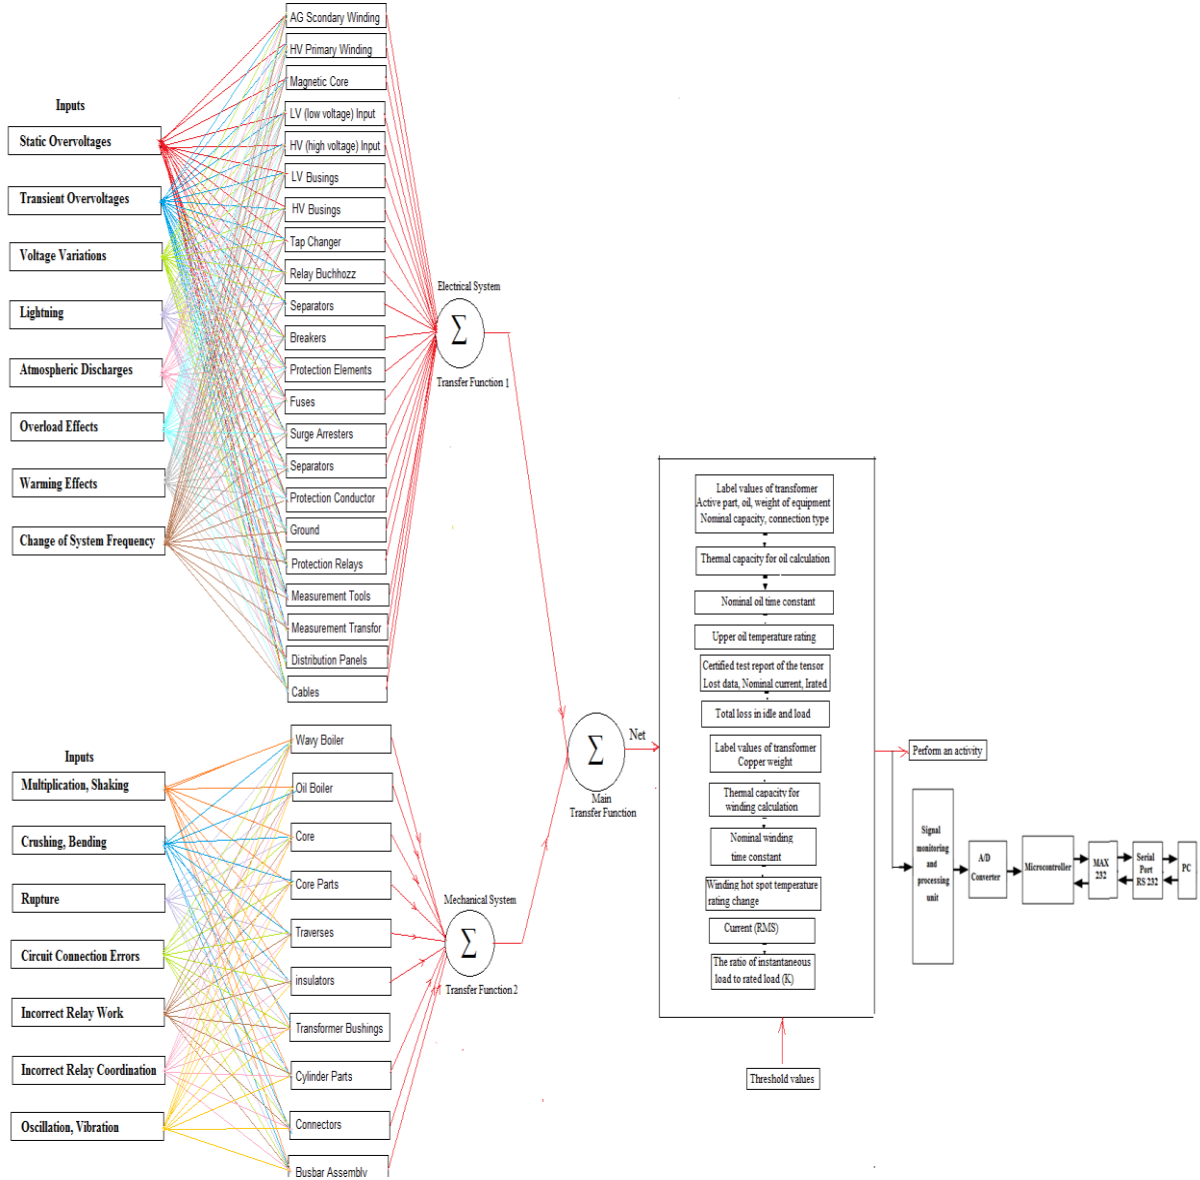 Inputs
Static Overvoltages
Transient Overvoltages
Voltage Variations
Lightning
Atmospheric Discharges
Overload Effects
Warming Effects
Change of System Frequency
AG Scondary Winding
HV Primary Winding
Magnetic Core
LV (low voltage) Input
HV (high voltage) Input
LV Busings
HV Busings
Tap Changer
Relay Buchhozz
Separators
Breakers
Protection Elements
Fuses
Surge Arresters
Separators
Protection Conductor
Ground
Protection Relays
Measurement Tools
Measurement Transfor
Distribution Panels
Cables
Electrical System
Σ
Transfer Function 1
Inputs
Multiplication, Shaking
Crushing, Bending
Rupture
Circuit Connection Errors
Incorrect Relay Work
Incorrect Relay Coordination
Oscillation, Vibration
Wavy Boiler
Oil Boiler
Core
Core Parts
Traverses
insulators
Transformer Bushings
Cylinder Parts
Connectors
Busbar Assembly
Mechanical System
Σ
Transfer Function 2
Σ
Main
Transfer Function
Net
Label values of transformer
Active part, oil, weight of equipment
Nominal capacity, connection type
Thermal capacity for oil calculation
Nominal oil time constant
Upper oil temperature rating
Certified test report of the tensor
Lost data, Nominal current, Irated
Total loss in idle and load
Label values of transformer
Copper weight
Thermal capacity for
winding calculation
Nominal winding
time constant
Winding hot spot temperature
rating change
Current (RMS)
The ratio of instantaneous
load to rated load (K)
Threshold values
Perform an activity
Signal
monitoring
and
processing
unit
A/D
Converter
Microcontroller
MAX
232
Serial
Port
RS 232
PC